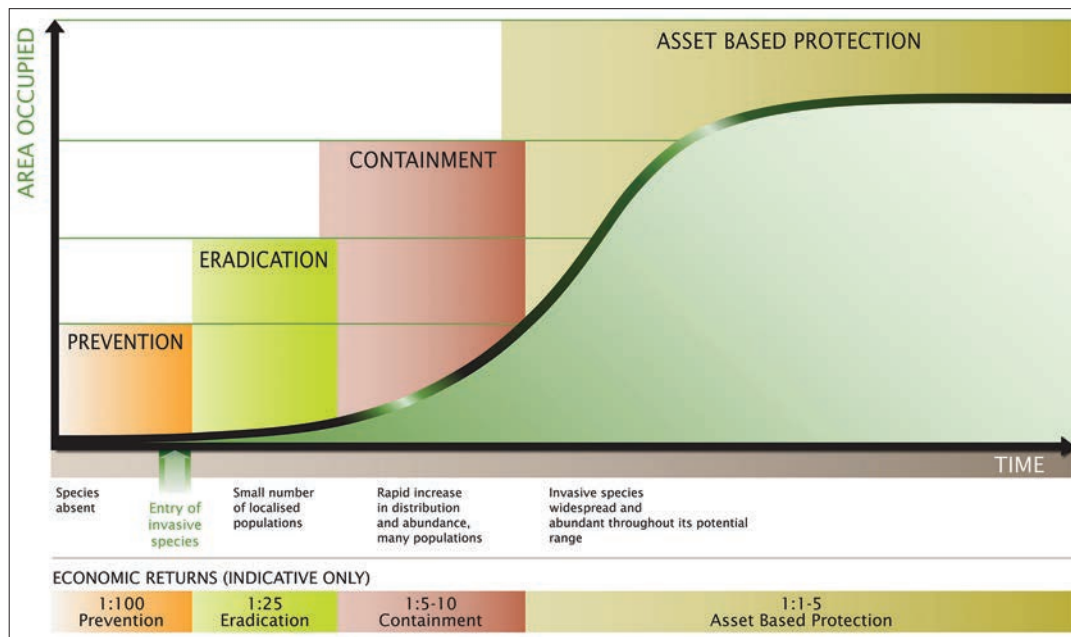 AREA OCCUPIED
ASSET BASED PROTECTION
CONTAINMENT
ERADICATION
PREVENTION
TIME
Species
absent
Entry of
invasive
species
Small number
of localised
populations
Rapid increase
in distribution
and abundance,
many populations
Invasive species
widespread and
abundant throughout its potential
range
ECONOMIC RETURNS (INDICATIVE ONLY)
1:100
Prevention
1:25
Eradication
1:5-10
Containment
1:1-5
Asset Based Protection